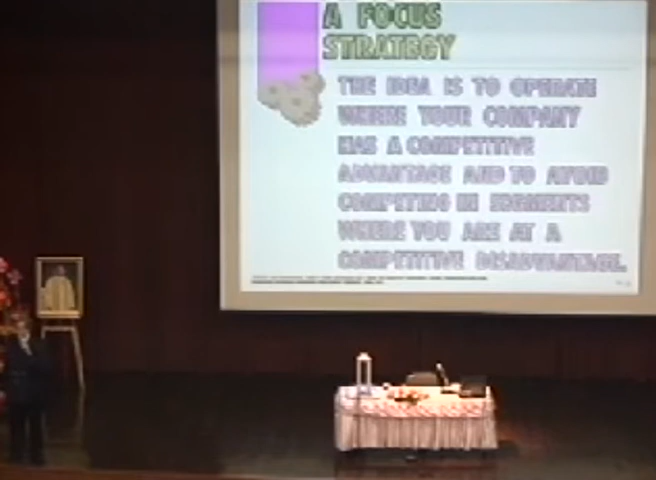 A FOCUS
STRATEGY
THE IDEA IS TO OPERATE
WHERE YOUR COMPANY
HAS A COMPETITIVE
ADVANTAGE AND TO AVOID
COMPETING IN SEGMENTS
WHERE YOU ARE AT A
COMPETITIVE DISADVANTAGE.